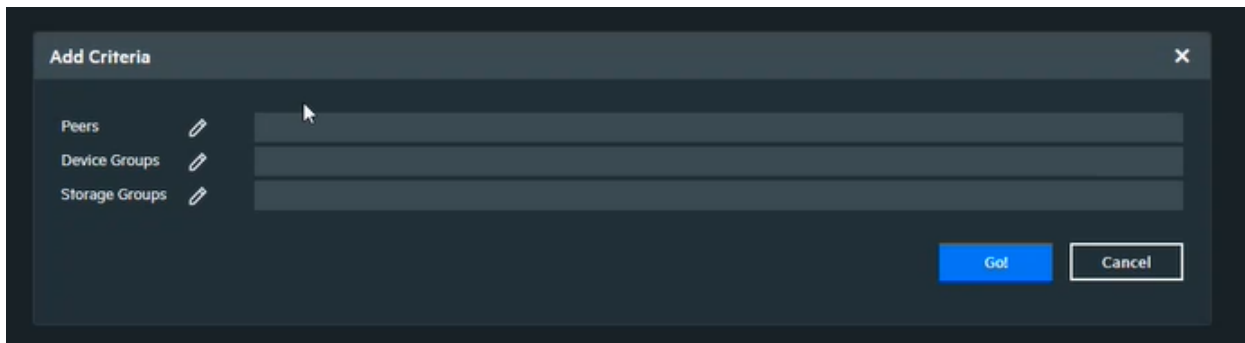 Add Criteria
Peers
Device Groups
Storage Groups
Go! Cancel